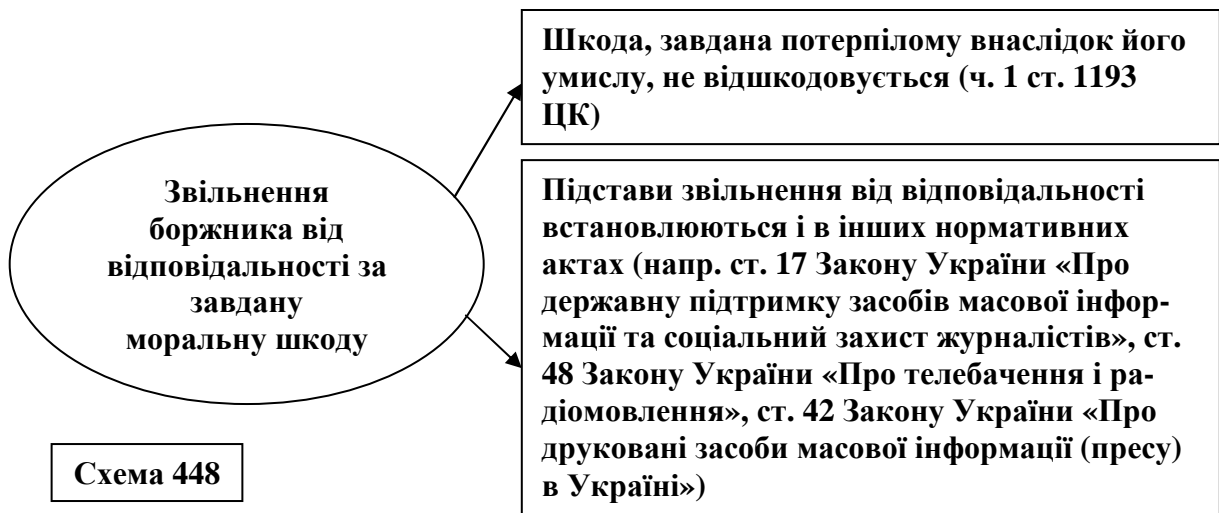 Шкода, завдана потерпілому внаслідок його
умислу, не відшкодовується (ч. 1 ст. 1193
ЦК)
Звільнення
боржника від
відповідальності за
завдану
моральну шкоду
Підстави звільнення від відповідальності
встановлюються і в інших нормативних
актах (напр. ст. 17 Закону України «Про
державну підтримку засобів масової інфор-
мації та соціальний захист журналістів», ст.
48 Закону України «Про телебачення і ра-
діомовлення», ст. 42 Закону України «Про
друковані засоби масової інформації (пресу)
в Україні»)
Схема 448